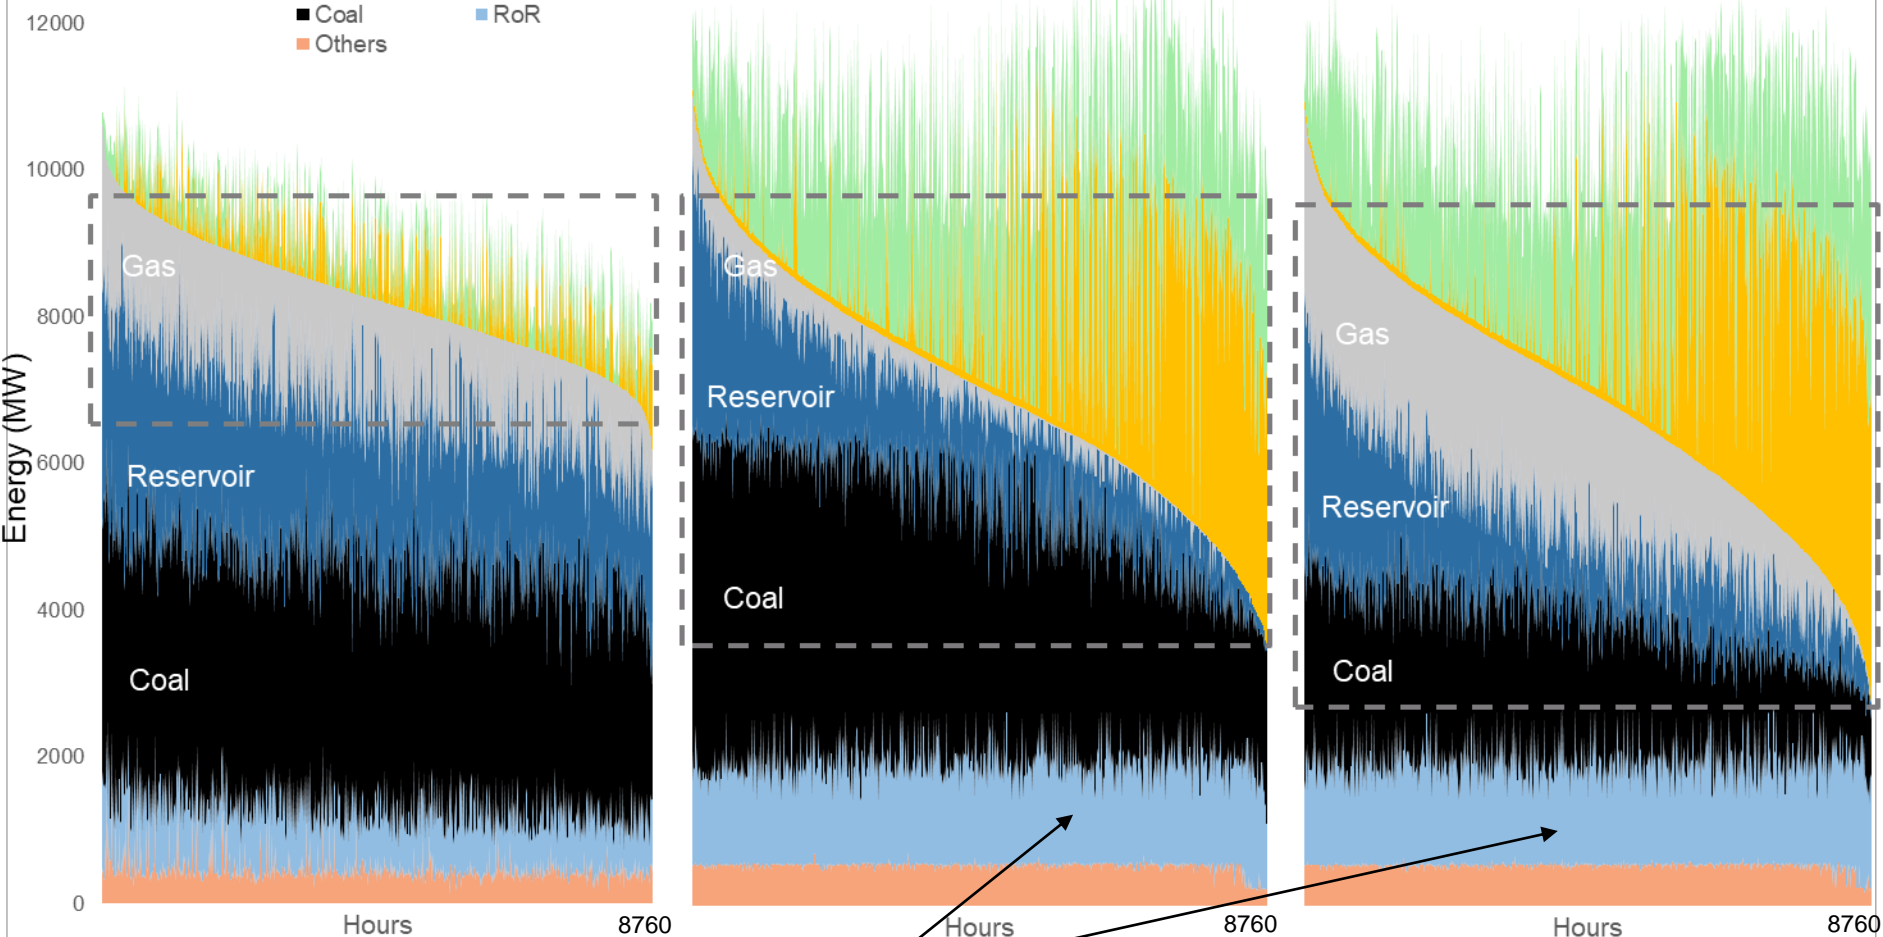 12000
Coal
RoR
Others
10000
8000
6000
4000
2000
0
Energy (MW)
Gas
Reservoir
Coal
Hours
8760
Gas
Reservoir
Coal
Hours
8760
Gas
Reservoir
Coal
Hours
8760